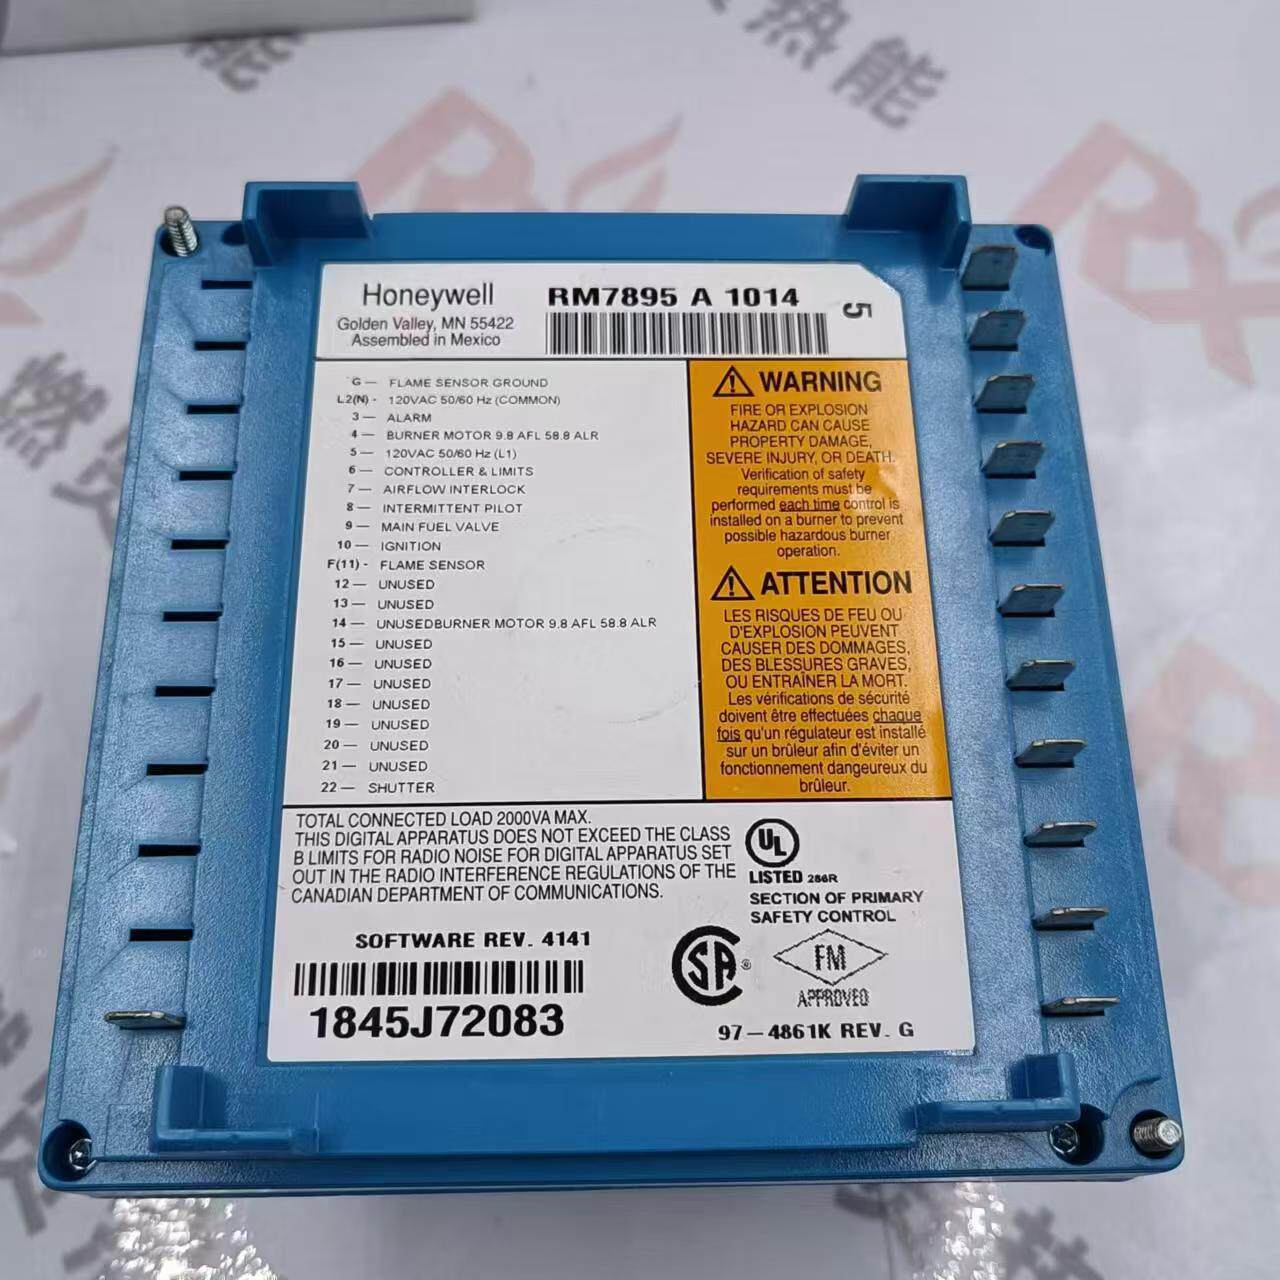 热能
燃
Honeywell
Golden Valley, MN 55422
Assembled in Mexico
RM7895 A 1014
5
G — FLAME SENSOR GROUND
L2(N) - 120VAC 50/60 Hz (COMMON)
3 — ALARM
4 — BURNER MOTOR 9.8 AFL 58.8 ALR
5 — 120VAC 50/60 Hz (L1)
6 — CONTROLLER & LIMITS
7 — AIRFLOW INTERLOCK
8 — INTERMITTENT PILOT
9 — MAIN FUEL VALVE
10 — IGNITION
F(11) - FLAME SENSOR
12 — UNUSED
13 — UNUSED
14 — UNUSEDBURNER MOTOR 9.8 AFL 58.8 ALR
15 — UNUSED
16 — UNUSED
17 — UNUSED
18 — UNUSED
19 — UNUSED
20 — UNUSED
21 — UNUSED
22 — SHUTTER
WARNING
FIRE OR EXPLOSION
HAZARD CAN CAUSE
PROPERTY DAMAGE,
SEVERE INJURY, OR DEATH.
Verification of safety
requirements must be
performed each time control is
installed on a burner to prevent
possible hazardous burner
operation.
ATTENTION
LES RISQUES DE FEU OU
D'EXPLOSION PEUVENT
CAUSER DES DOMMAGES,
DES BLESSURES GRAVES,
OU ENTRAÎNER LA MORT.
Les vérifications de sécurité
doivent être effectuées chaque
fois qu'un régulateur est installé
sur un brûleur afin d'éviter un
fonctionnement dangeureux du
brûleur.
TOTAL CONNECTED LOAD 2000VA MAX.
THIS DIGITAL APPARATUS DOES NOT EXCEED THE CLASS
B LIMITS FOR RADIO NOISE FOR DIGITAL APPARATUS SET
OUT IN THE RADIO INTERFERENCE REGULATIONS OF THE
CANADIAN DEPARTMENT OF COMMUNICATIONS.
UL
LISTED 286R
SECTION OF PRIMARY
SAFETY CONTROL
SOFTWARE REV. 4141
1845J72083
SA ®
FM
APPROVED
97-4861K REV. G